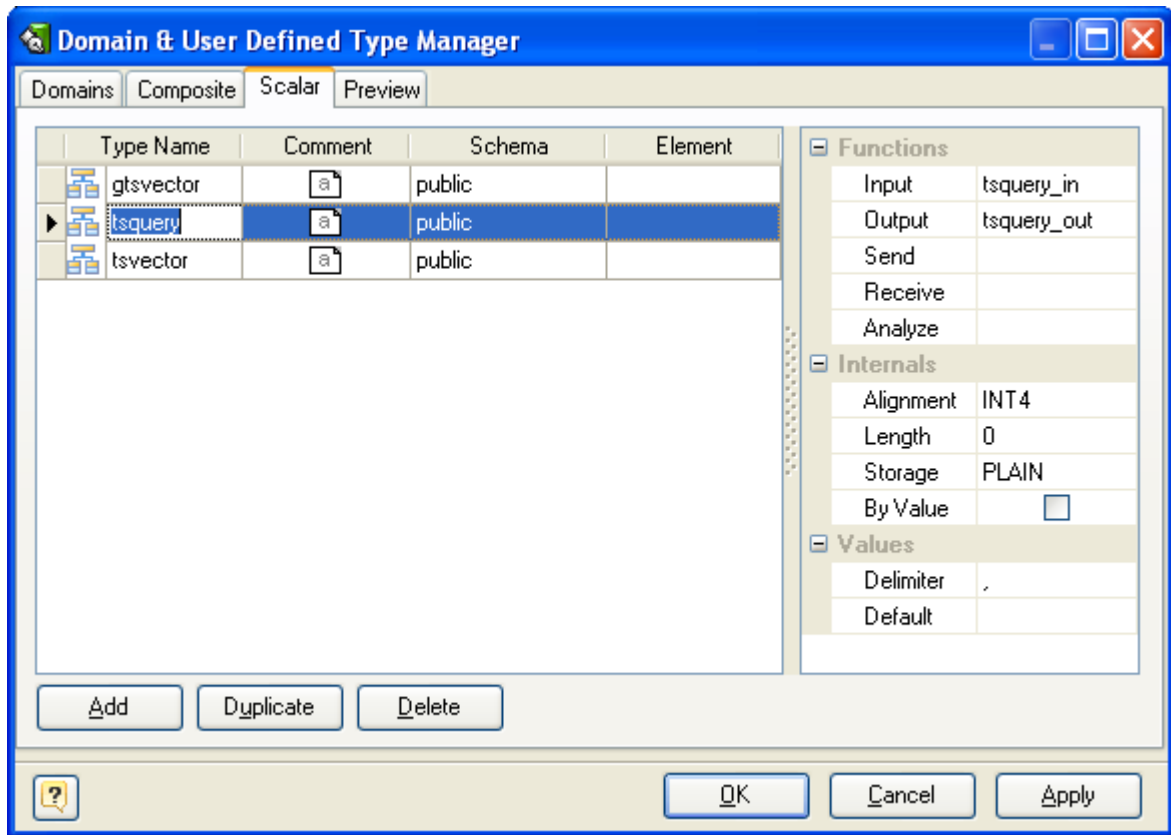 Domain & User Defined Type Manager
Domains Composite Scalar Preview
Type Name Comment Schema Element
gtsvector a public
tsquery a public
tsvector a public
Functions
Input tsquery_in
Output tsquery_out
Send
Receive
Analyze
Internals
Alignment INT4
Length 0
Storage PLAIN
By Value
Values
Delimiter ,
Default
Add Duplicate Delete
? OK Cancel Apply